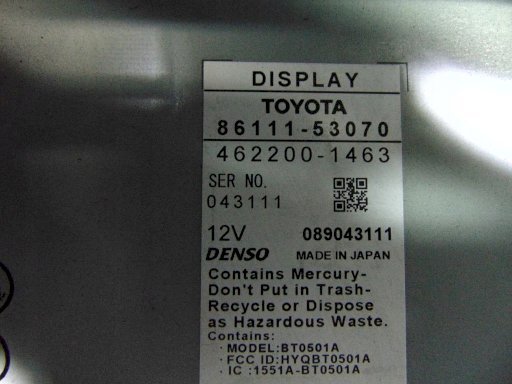 DISPLAY
TOYOTA
86111-53070
462200-1463
SER NO.
043111
12V 089043111
DENSO MADE IN JAPAN
Contains Mercury-
Don't Put in Trash-
Recycle or Dispose
as Hazardous Waste.
Contains:
· MODEL:BT0501A
· FCC ID:HYQBT0501A
· IC :1551A-BT0501A